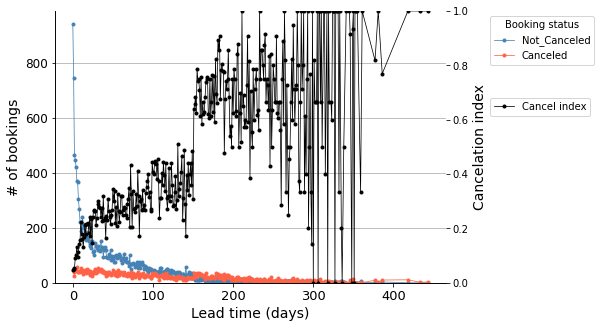 Booking status
Not_Canceled
Canceled
Cancel index
# of bookings
800
600
400
200
0
1.0
0.8
0.6
0.4
0.2
0.0
Cancelation index
0
100
200
300
400
Lead time (days)